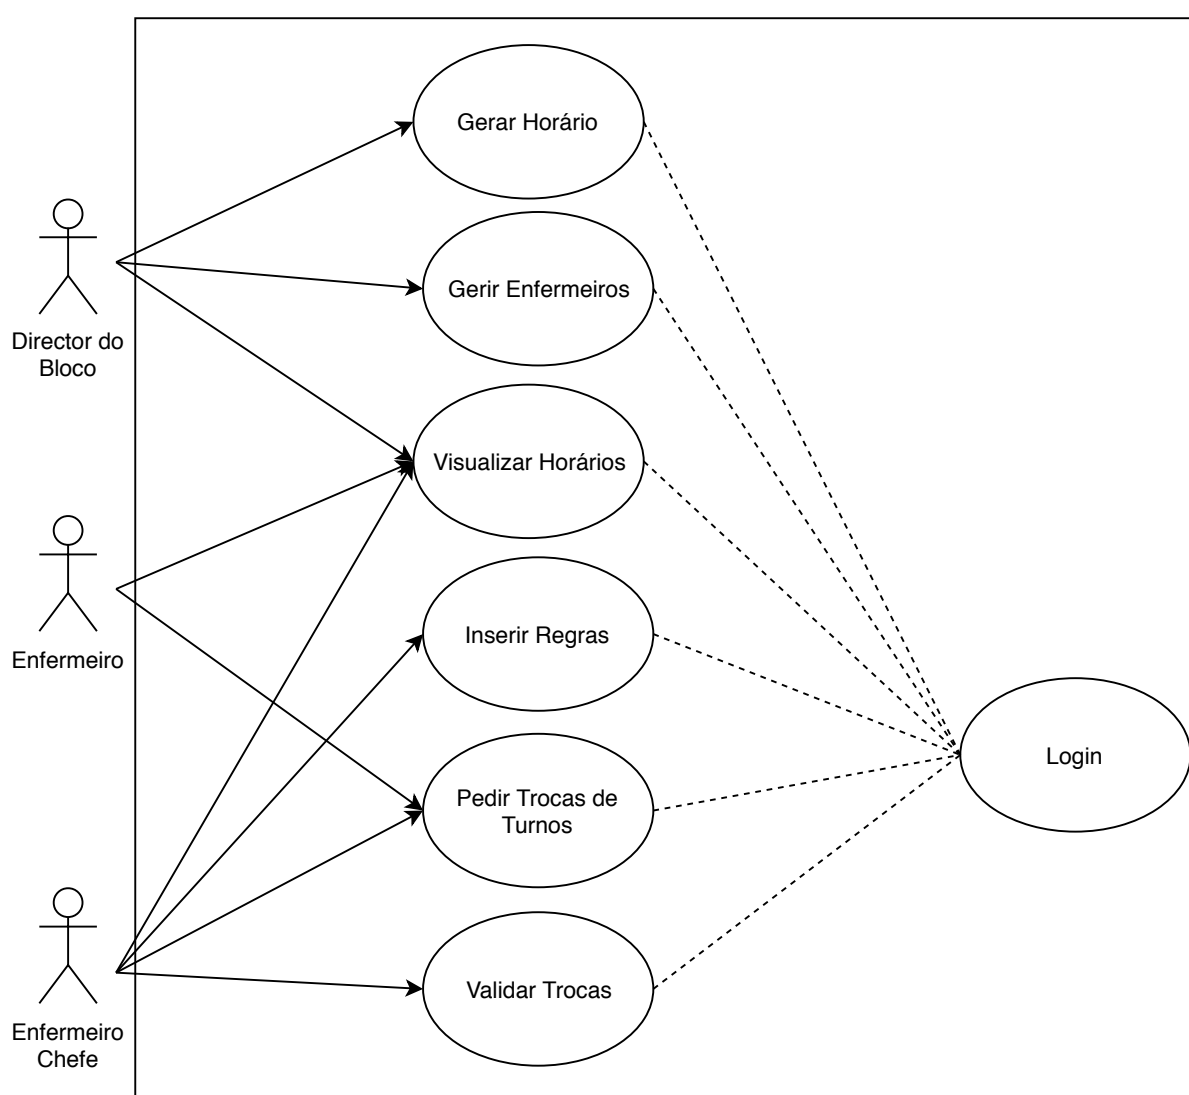 Gerar Horário
Gerir Enfermeiros
Director do
Bloco
Visualizar Horários
Inserir Regras
Enfermeiro
Login
Pedir Trocas de
Turnos
Validar Trocas
Enfermeiro
Chefe